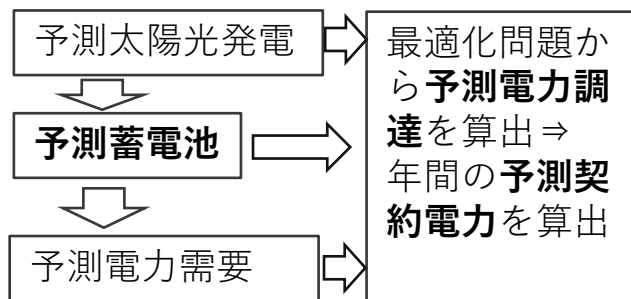 予測太陽光発電
予測蓄電池
予測電力需要
最適化問題か
ら予測電力調
達を算出⇒
年間の予測契
約電力を算出